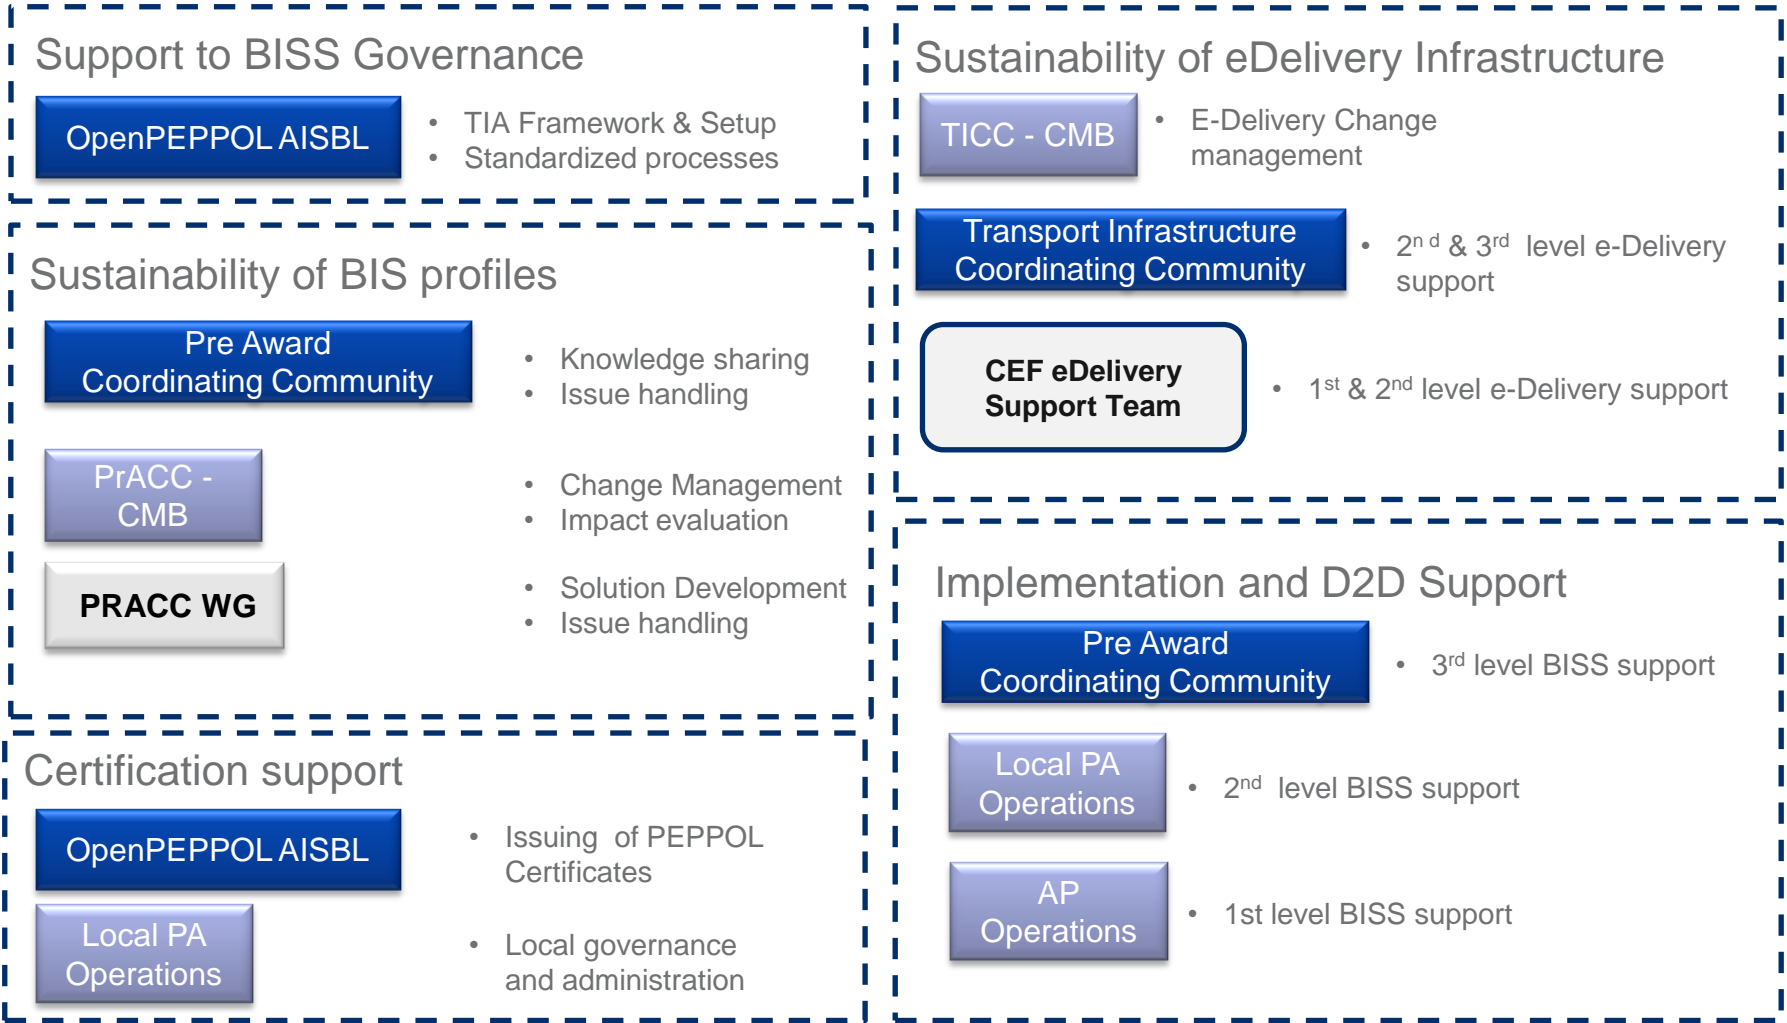 Support to BISS Governance
OpenPEPPOL AISBL
• TIA Framework & Setup
• Standardized processes
Sustainability of BIS profiles
Pre Award
Coordinating Community
• Knowledge sharing
• Issue handling
PrACC -
CMB
• Change Management
• Impact evaluation
PRACC WG
• Solution Development
• Issue handling
Certification support
OpenPEPPOL AISBL
• Issuing of PEPPOL
Certificates
Local PA
Operations
• Local governance
and administration
Sustainability of eDelivery Infrastructure
TICC - CMB
• E-Delivery Change
management
Transport Infrastructure
Coordinating Community
• 2n d & 3rd level e-Delivery
support
CEF eDelivery
Support Team
• 1st & 2nd level e-Delivery support
Implementation and D2D Support
Pre Award
Coordinating Community
• 3rd level BISS support
Local PA
Operations
• 2nd level BISS support
AP
Operations
• 1st level BISS support